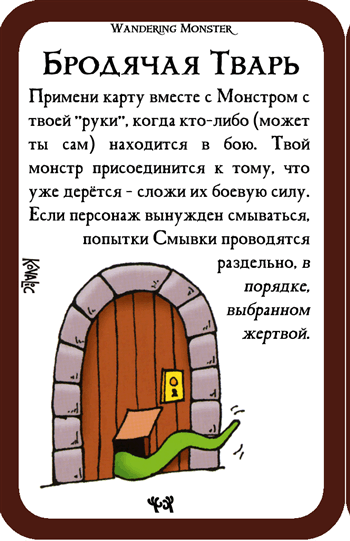 Wandering Monster
Бродячая Тварь
Примени карту вместе с Монстром с
твоей "руки", когда кто-либо (может
ты сам) находится в бою. Твой
монстр присоединится к тому, что
уже дерётся - сложи их боевую силу.
Если персонаж вынужден смываться,
попытки Смывки проводятся
раздельно, в
порядке,
выбранном
жертвой.
Kovalic